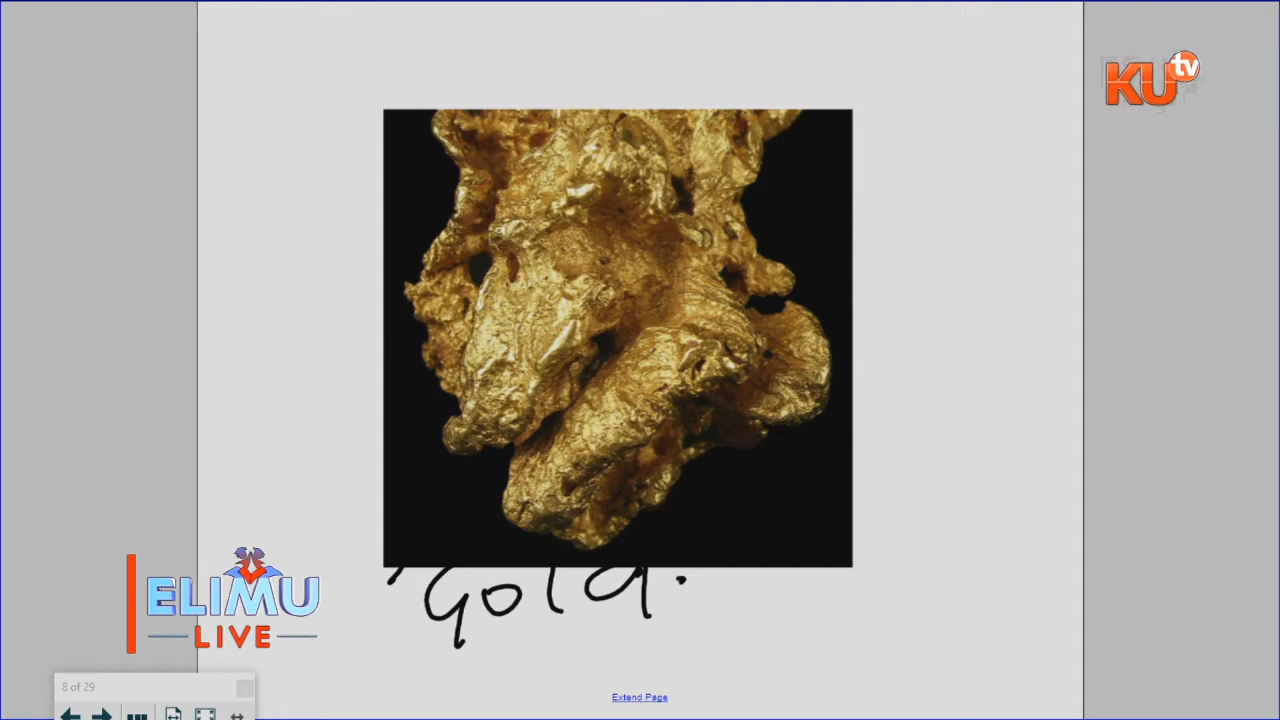 KU tv
Gold.
ELIMU
LIVE
8 of 29
Extend Page